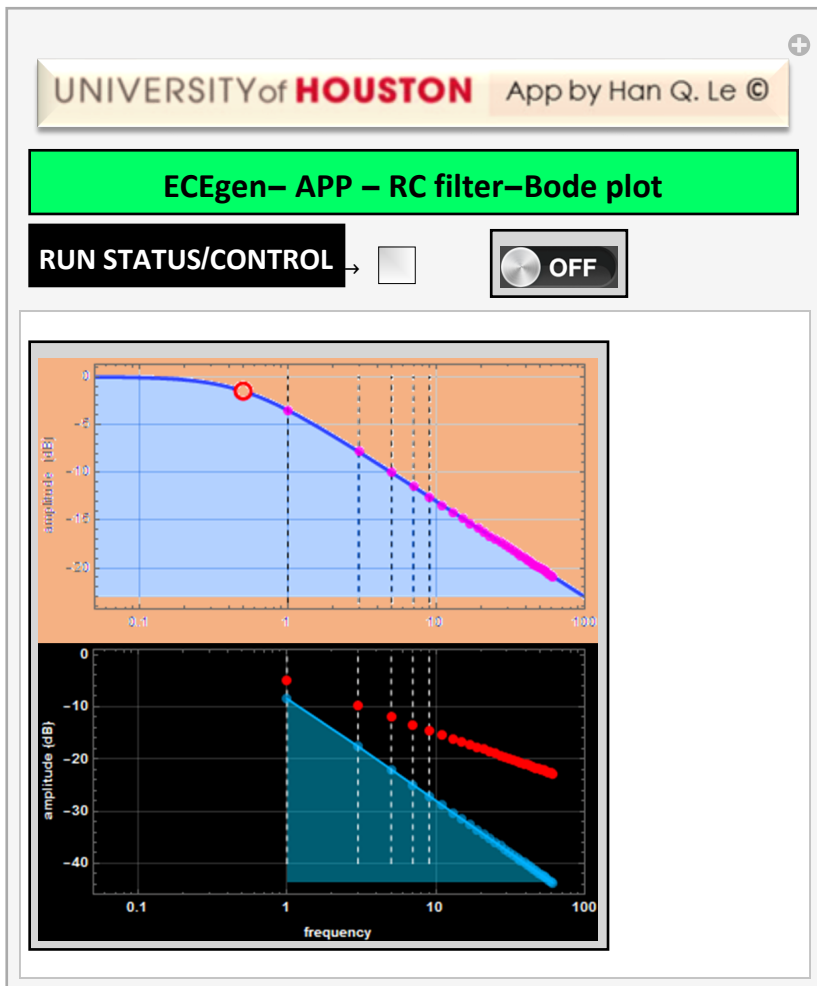 UNIVERSITYof HOUSTON App by Han Q. Le ©
ECEgen– APP – RC filter–Bode plot
RUN STATUS/CONTROL → OFF
amplitude (dB)
0
-5
-10
-15
-20
0.1 1 10 100
amplitude (dB)
0
-10
-20
-30
-40
0.1 1 10 100
frequency